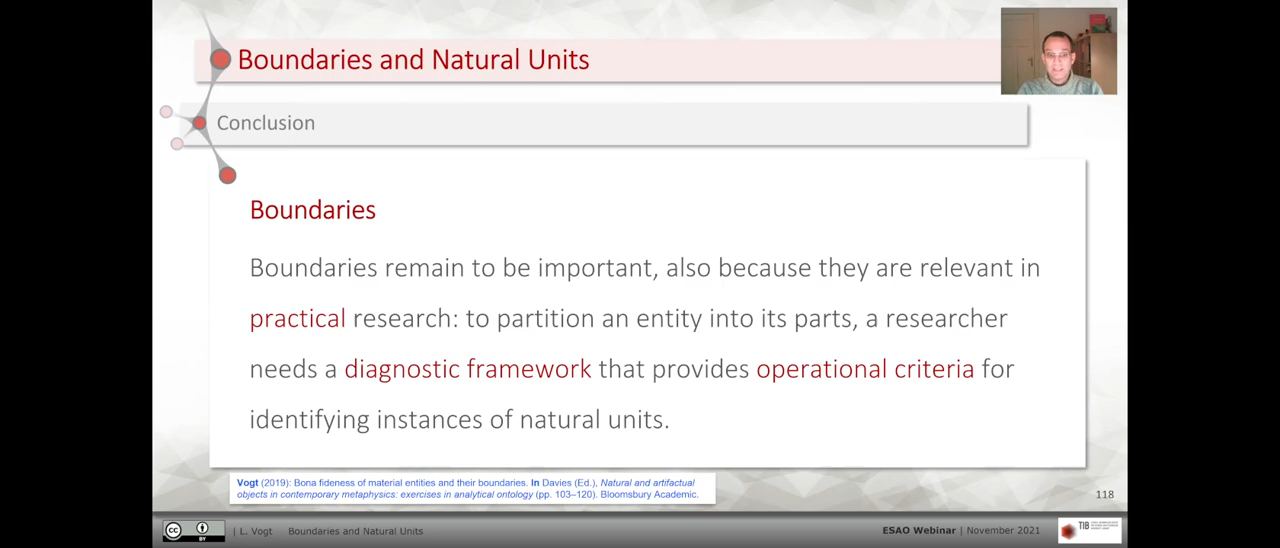 Boundaries and Natural Units
Conclusion
Boundaries
Boundaries remain to be important, also because they are relevant in
practical research: to partition an entity into its parts, a researcher
needs a diagnostic framework that provides operational criteria for
identifying instances of natural units.
Vogt (2019): Bona fideness of material entities and their boundaries. In Davies (Ed.), Natural and artifactual
objects in contemporary metaphysics: exercises in analytical ontology (pp. 103–120). Bloomsbury Academic.
118
cc BY | L. Vogt Boundaries and Natural Units ESAO Webinar | November 2021 TIB